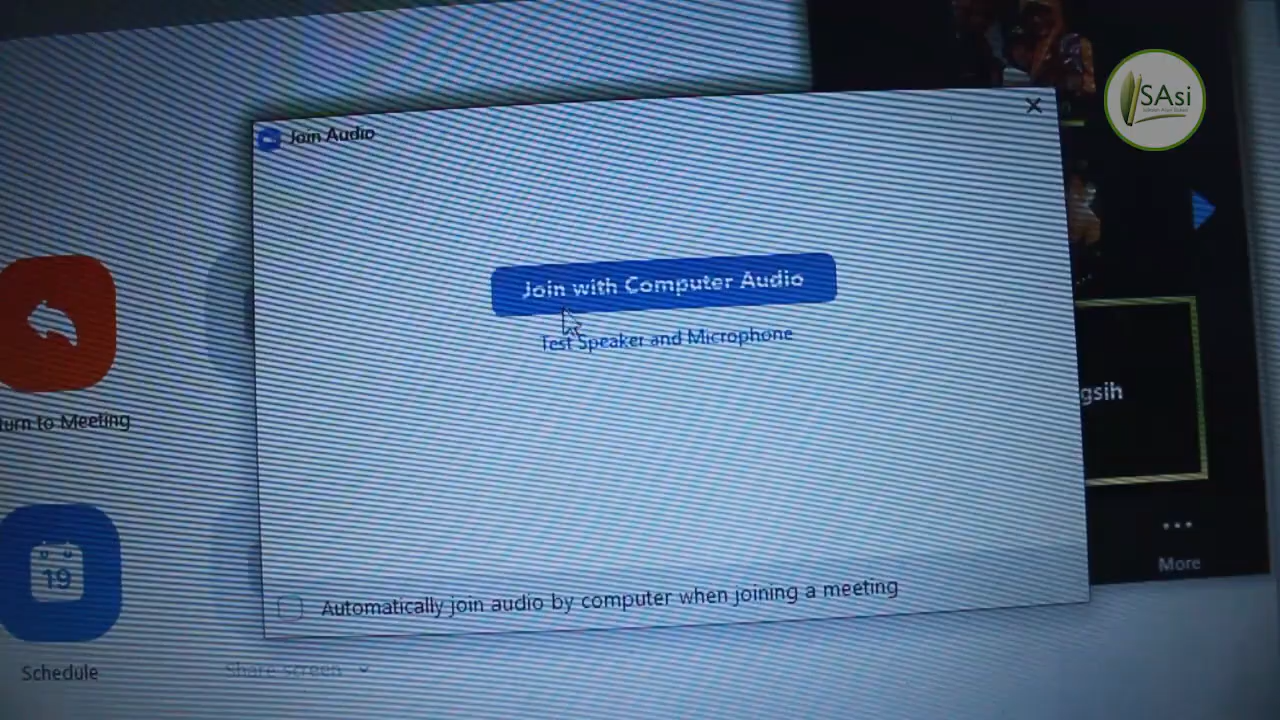 SAsi
Join Audio
Join with Computer Audio
Test Speaker and Microphone
gsih
urn to Meeting
19
More
Automatically join audio by computer when joining a meeting
Schedule
Share screen